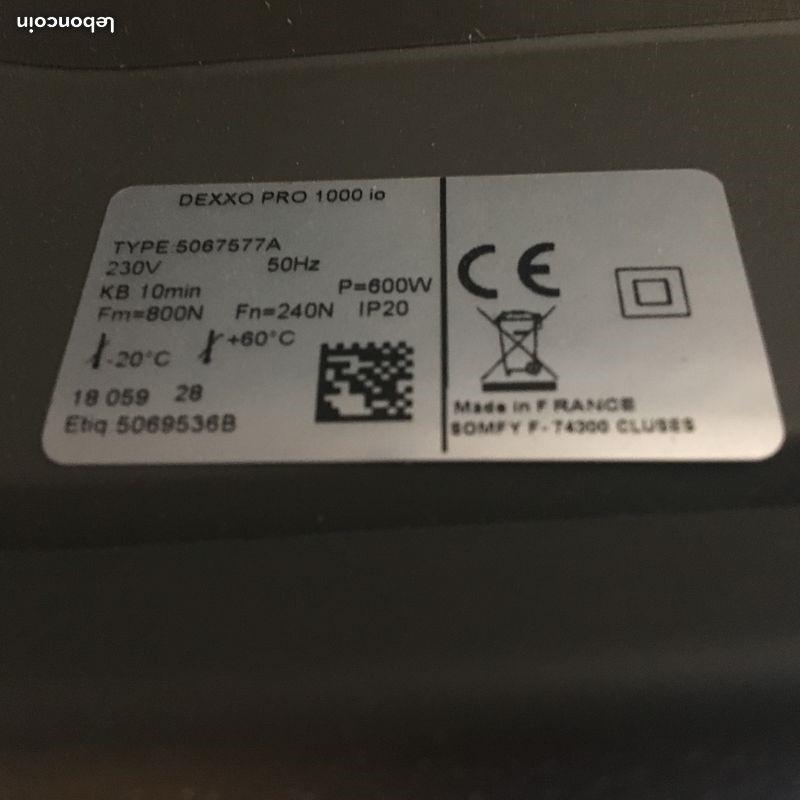 leboncoin
DEXXO PRO 1000 io
TYPE:5067577A
230V 50Hz
KB 10min P=600W
Fm=800N Fn=240N IP20
-20°C +60°C
18 059 28
Etiq 5069536B
CE
Made in FRANCE
SOMFY F-74300 CLUSES